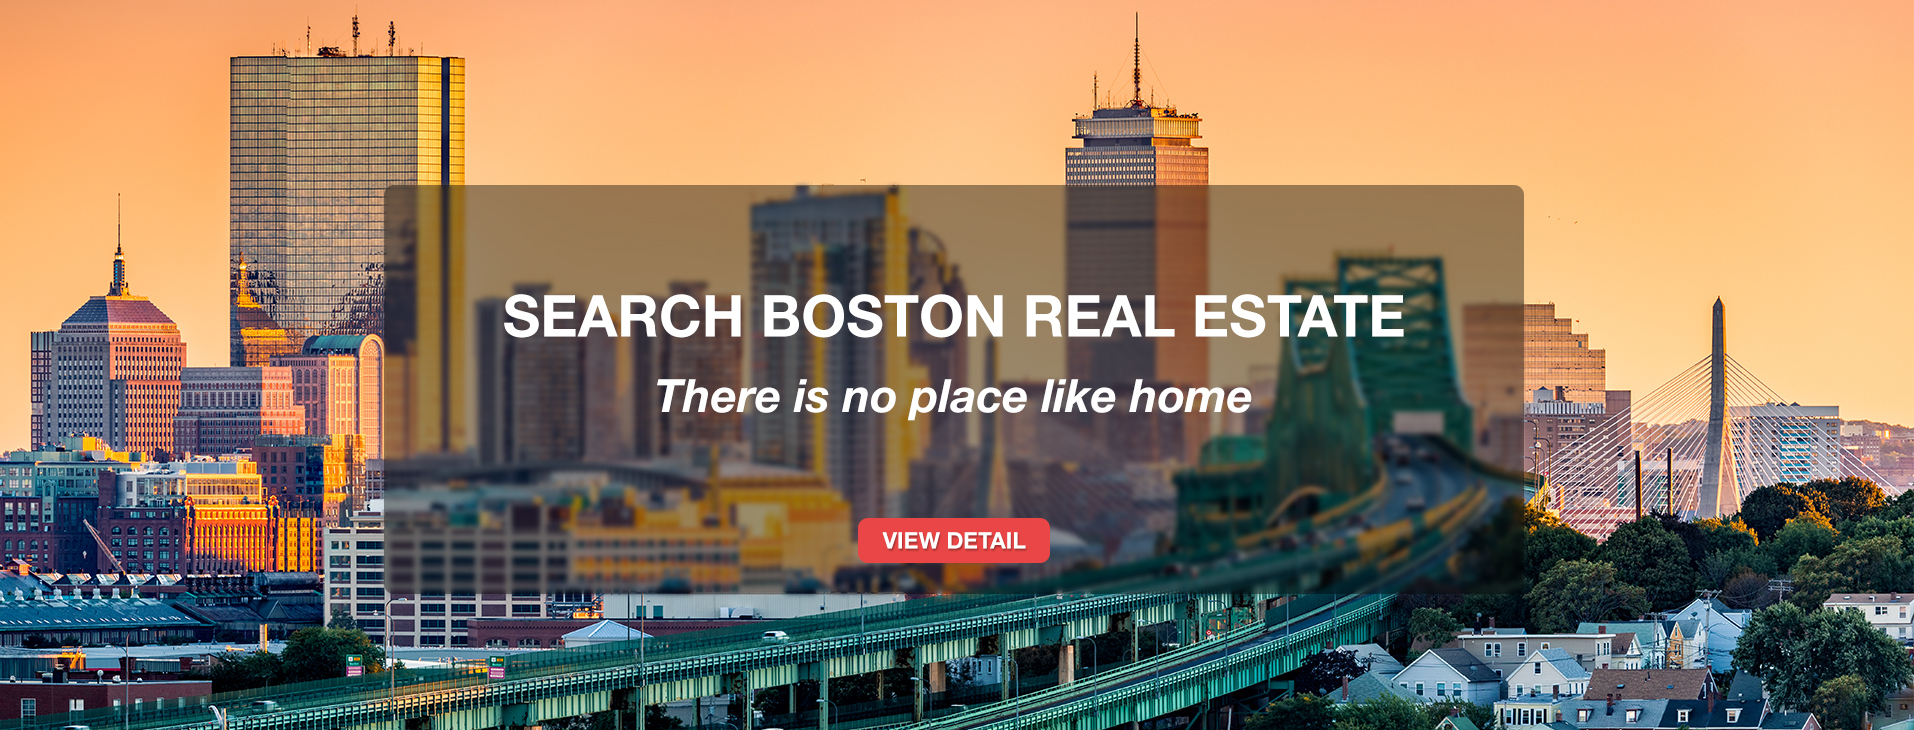 SEARCH BOSTON REAL ESTATE
There is no place like home
VIEW DETAIL